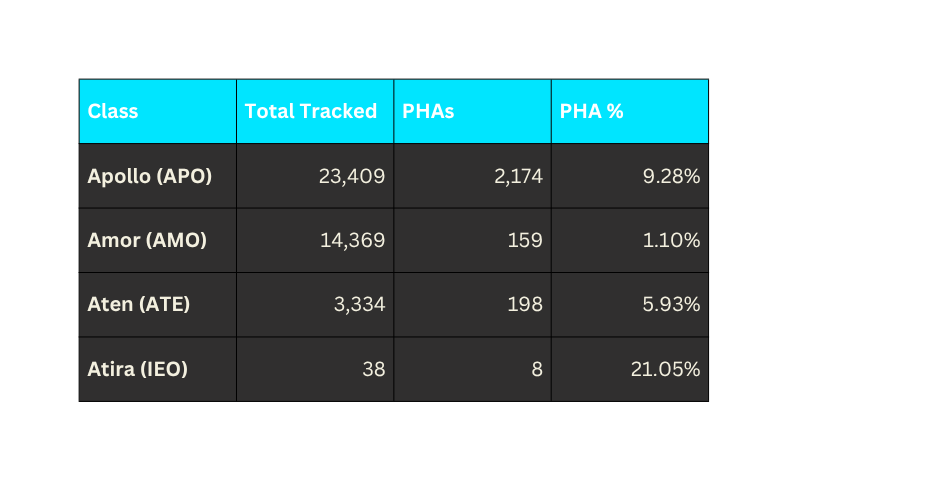 Class Total Tracked PHAs PHA %
Apollo (APO) 23,409 2,174 9.28%
Amor (AMO) 14,369 159 1.10%
Aten (ATE) 3,334 198 5.93%
Atira (IEO) 38 8 21.05%